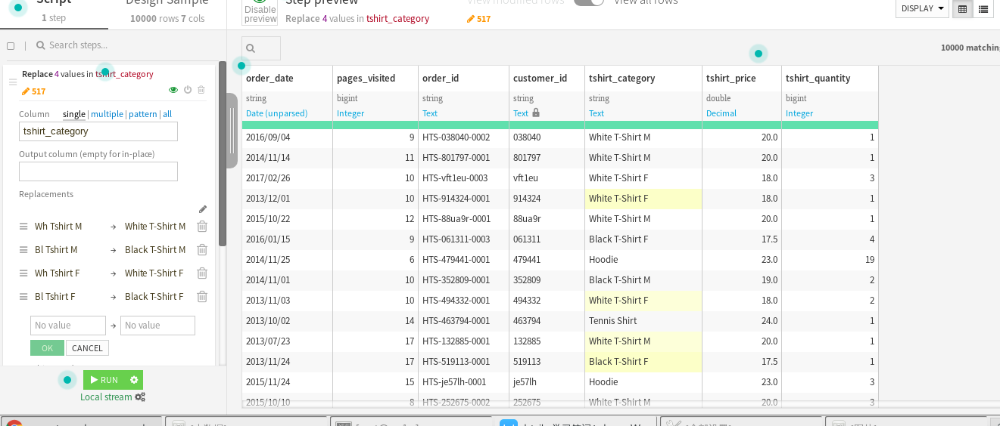 Script
Design Sample
1 step
10000 rows 7 cols
Search steps...
Replace 4 values in tshirt_category
517
Column single | multiple | pattern | all
tshirt_category
Output column (empty for in-place)
Replacements
Wh Tshirt M → White T-Shirt M
Bl Tshirt M → Black T-Shirt M
Wh Tshirt F → White T-Shirt F
Bl Tshirt F → Black T-Shirt F
No value → No value
OK CANCEL
RUN
Local stream
Disable preview
Step preview
View modified rows View all rows
Replace 4 values in tshirt_category 517
DISPLAY
10000 matching
order_date pages_visited order_id customer_id tshirt_category tshirt_price tshirt_quantity
string bigint string string string double bigint
Date (unparsed) Integer Text Text Text Decimal Integer
2016/09/04 9 HTS-038040-0002 038040 White T-Shirt M 20.0 1
2014/11/14 11 HTS-801797-0001 801797 White T-Shirt M 20.0 1
2017/02/26 10 HTS-vft1eu-0003 vft1eu White T-Shirt F 18.0 3
2013/12/01 10 HTS-914324-0001 914324 White T-Shirt F 18.0 1
2015/10/22 12 HTS-88ua9r-0001 88ua9r White T-Shirt M 20.0 1
2016/01/15 9 HTS-061311-0003 061311 Black T-Shirt F 17.5 4
2014/11/25 6 HTS-479441-0001 479441 Hoodie 23.0 19
2014/11/01 10 HTS-352809-0001 352809 Black T-Shirt M 19.0 2
2013/11/03 10 HTS-494332-0001 494332 White T-Shirt F 18.0 2
2013/10/02 14 HTS-463794-0001 463794 Tennis Shirt 24.0 1
2013/07/23 17 HTS-132885-0001 132885 White T-Shirt M 20.0 1
2013/11/24 17 HTS-519113-0001 519113 Black T-Shirt F 17.5 1
2015/11/24 15 HTS-je57lh-0001 je57lh Hoodie 23.0 3
2015/10/10 8 HTS-252675-0002 252675 White T-Shirt M 20.0 3